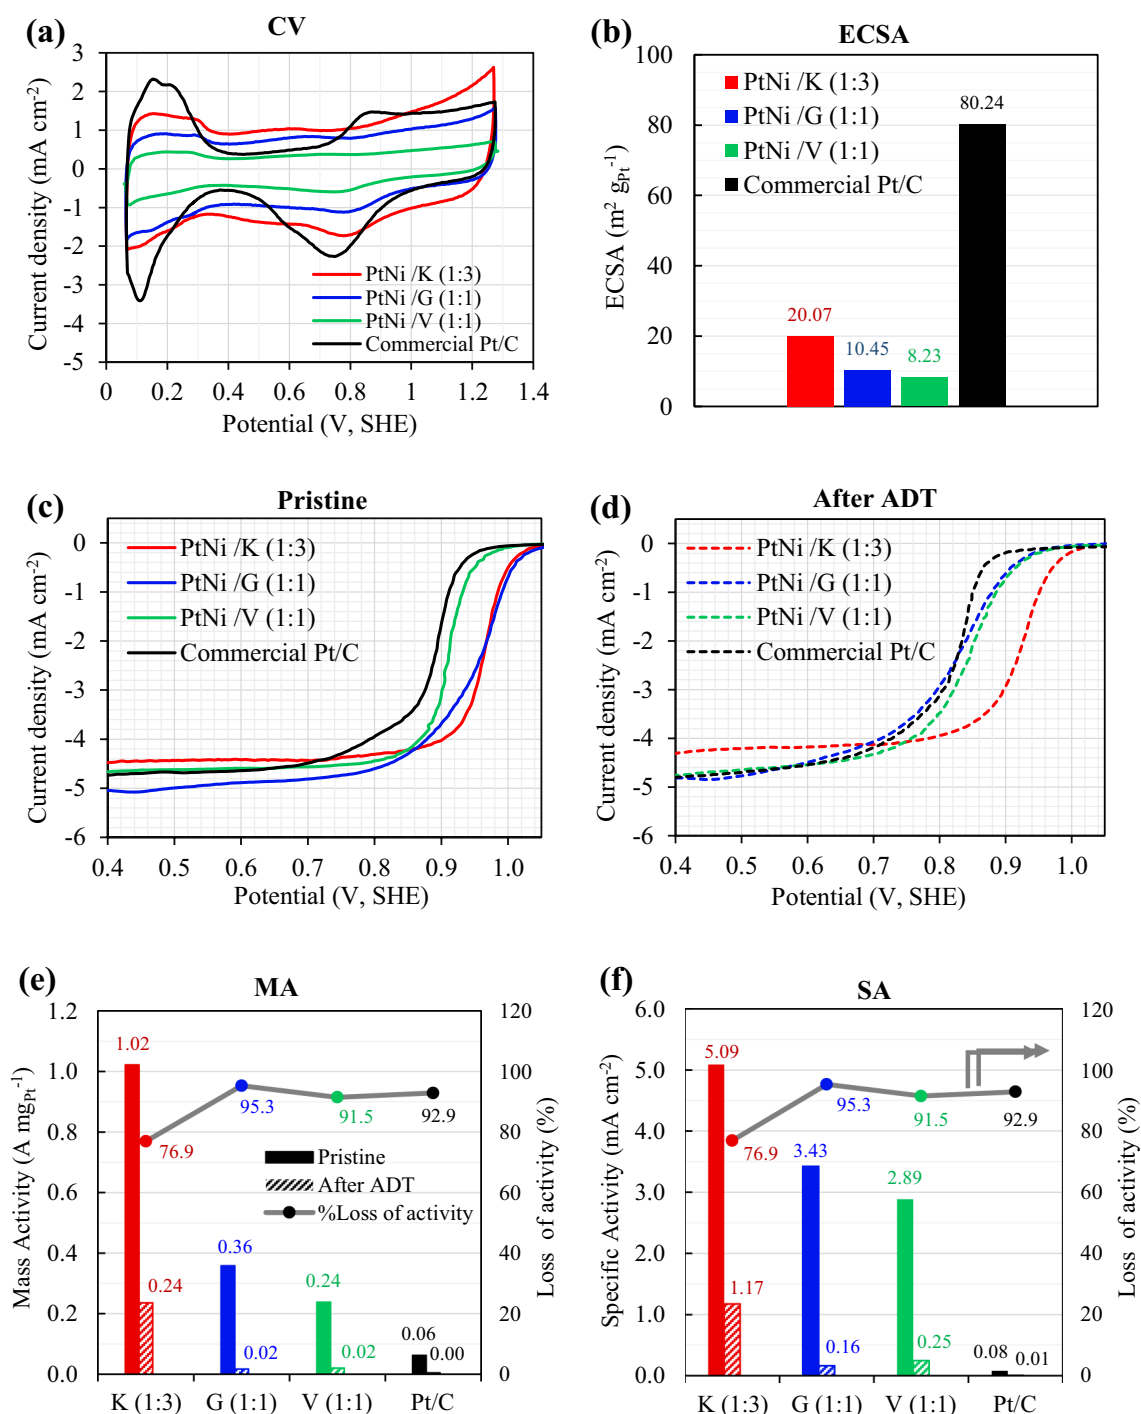 (a)
CV
3
2
1
0
-1
-2
-3
-4
-5
Current density (mA cm-2)
PtNi /K (1:3)
PtNi /G (1:1)
PtNi /V (1:1)
Commercial Pt/C
0 0.2 0.4 0.6 0.8 1 1.2 1.4
Potential (V, SHE)
(b)
ECSA
100
80
60
40
20
0
ECSA (m2 gPt-1)
PtNi /K (1:3)
PtNi /G (1:1)
PtNi /V (1:1)
Commercial Pt/C
80.24
20.07
10.45
8.23
(c)
Pristine
0
-1
-2
-3
-4
-5
-6
Current density (mA cm-2)
PtNi /K (1:3)
PtNi /G (1:1)
PtNi /V (1:1)
Commercial Pt/C
0.4 0.5 0.6 0.7 0.8 0.9 1.0
Potential (V, SHE)
(d)
After ADT
0
-1
-2
-3
-4
-5
-6
Current density (mA cm-2)
PtNi /K (1:3)
PtNi /G (1:1)
PtNi /V (1:1)
Commercial Pt/C
0.4 0.5 0.6 0.7 0.8 0.9 1.0
Potential (V, SHE)
(e)
MA
1.2
1.0
0.8
0.6
0.4
0.2
0.0
Mass Activity (A mgPt-1)
1.02
76.9
95.3
91.5
92.9
Pristine
After ADT
%Loss of activity
0.24
0.36
0.02
0.24
0.02
0.06
0.00
120
100
80
60
40
20
0
Loss of activity (%)
K (1:3) G (1:1) V (1:1) Pt/C
(f)
SA
6.0
5.0
4.0
3.0
2.0
1.0
0.0
Specific Activity (mA cm-2)
5.09
76.9
95.3
91.5
92.9
3.43
2.89
1.17
0.16
0.25
0.08
0.01
120
100
80
60
40
20
0
Loss of activity (%)
K (1:3) G (1:1) V (1:1) Pt/C